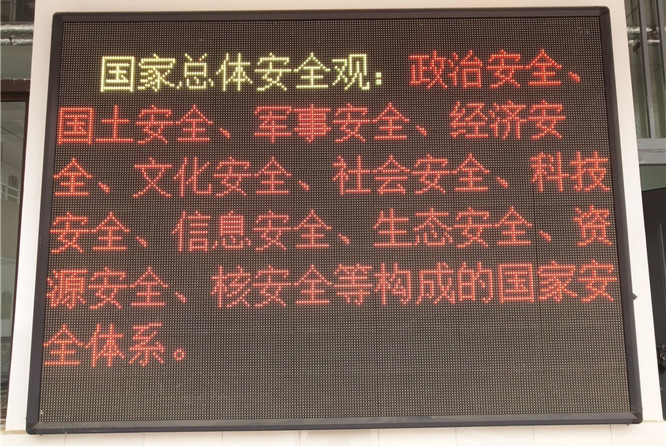 国家总体安全观：政治安全、
国土安全、军事安全、经济安
全、文化安全、社会安全、科技
安全、信息安全、生态安全、资
源安全、核安全等构成的国家安
全体系。